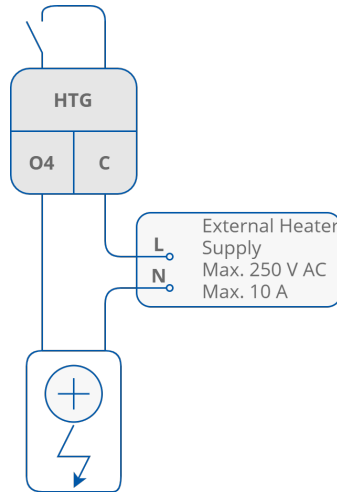 HTG
O4
C
L
N
External Heater
Supply
Max. 250 V AC
Max. 10 A